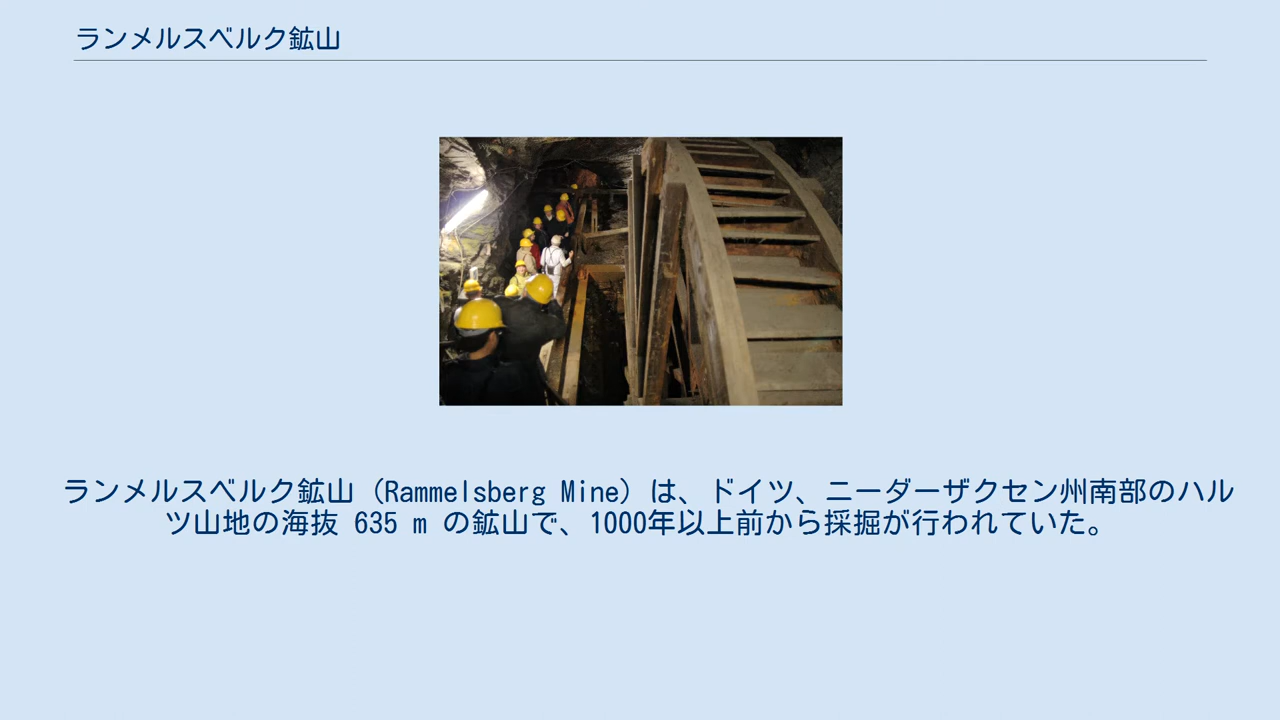 ランメルスベルク鉱山
ランメルスベルク鉱山（Rammelsberg Mine）は、ドイツ、ニーダーザクセン州南部のハル
ツ山地の海抜 635 m の鉱山で、1000年以上前から採掘が行われていた。